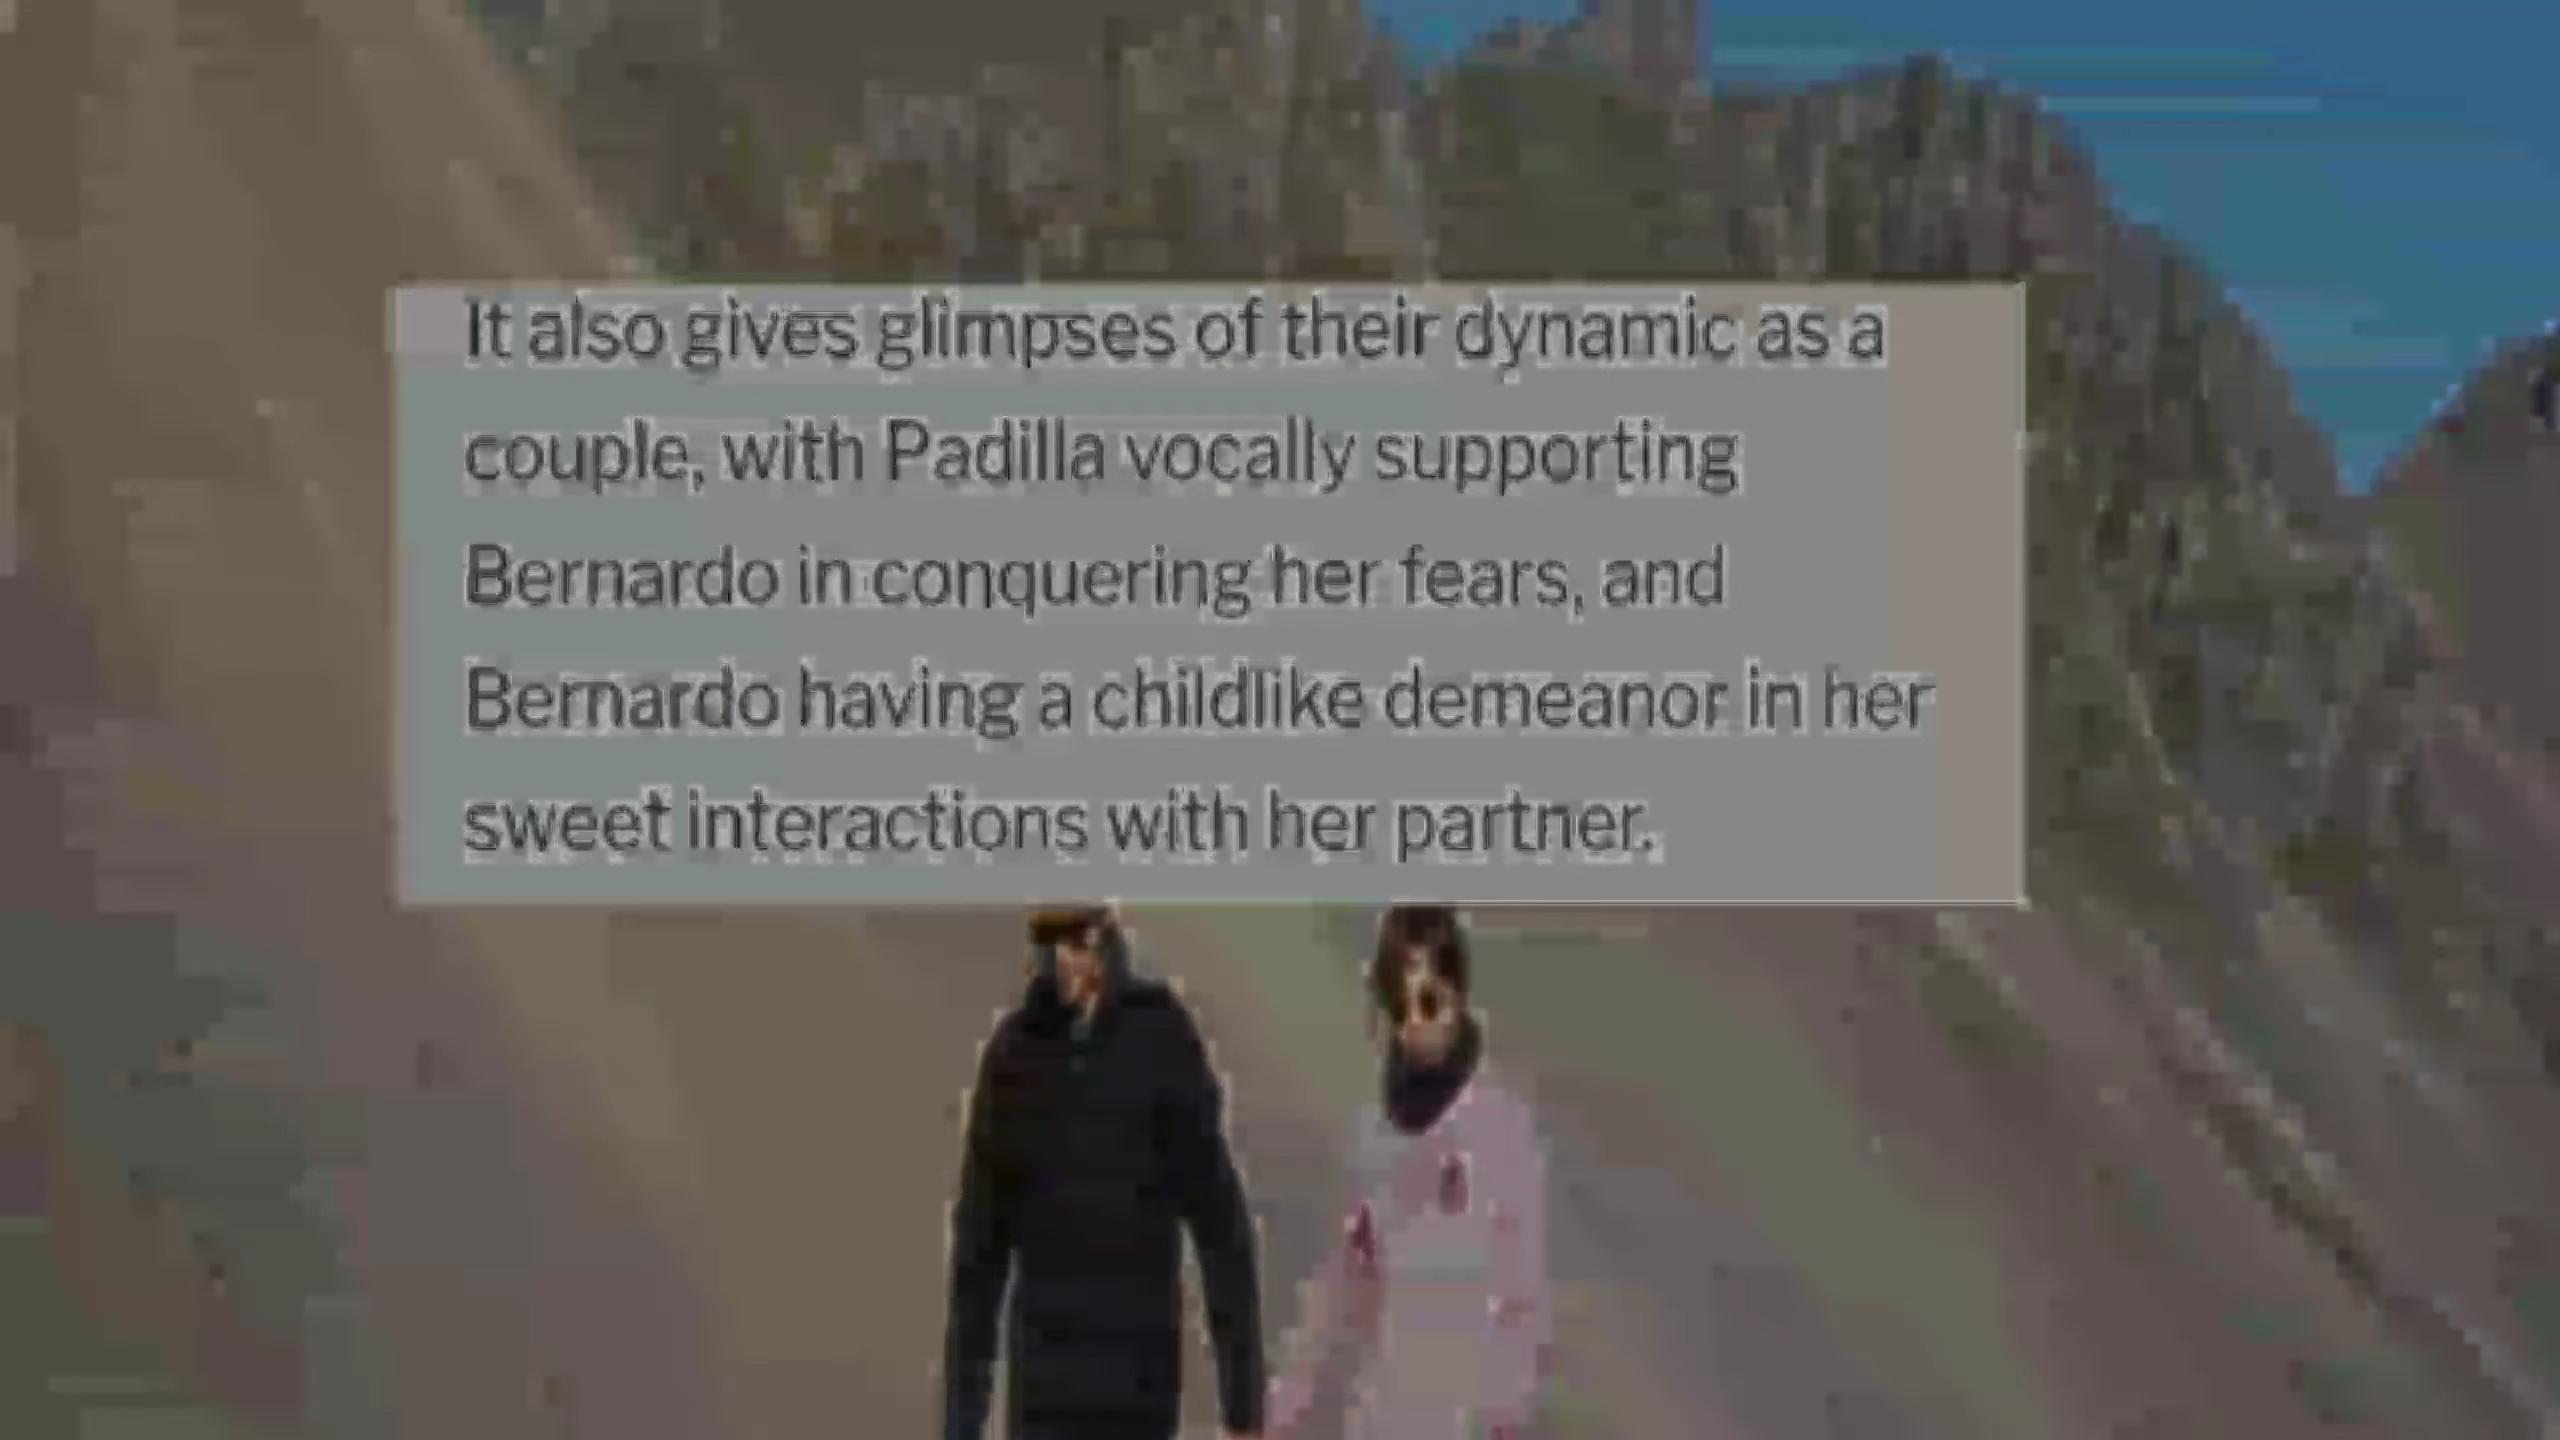 It also gives glimpses of their dynamic as a
couple, with Padilla vocally supporting
Bernardo in conquering her fears, and
Bernardo having a childlike demeanor in her
sweet interactions with her partner.